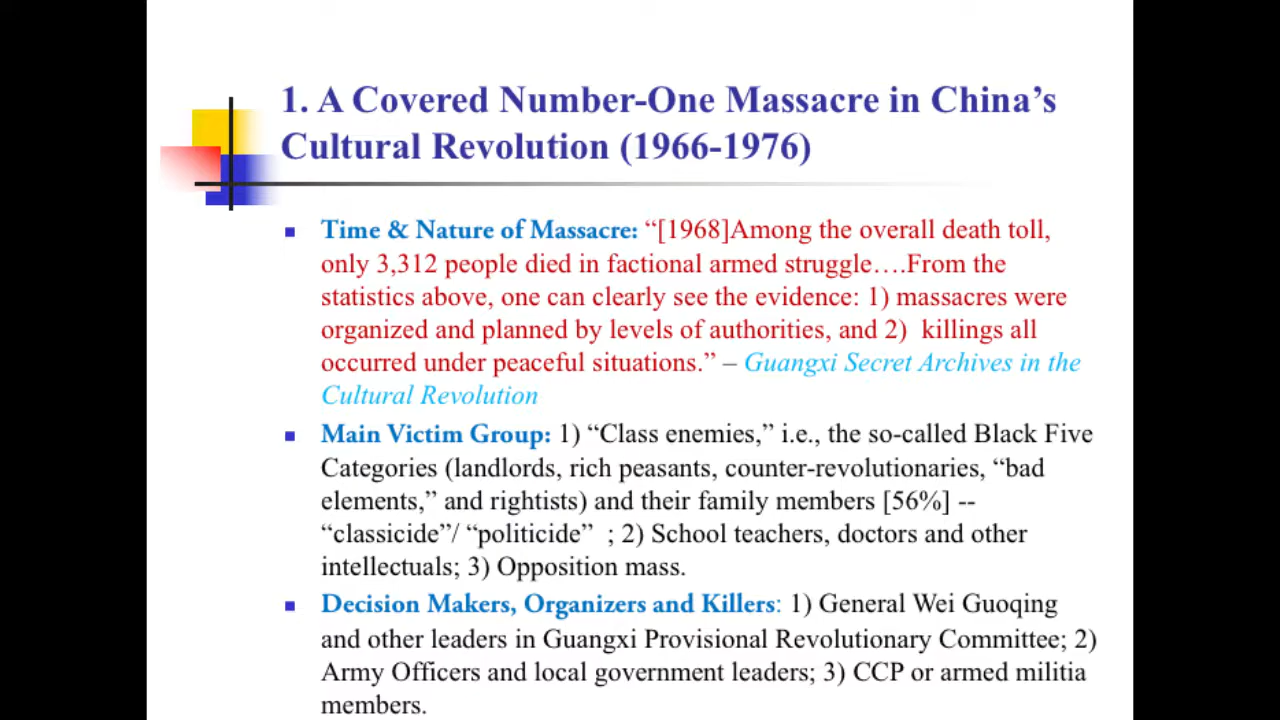 1. A Covered Number-One Massacre in China’s
Cultural Revolution (1966-1976)
Time & Nature of Massacre: “[1968]Among the overall death toll,
only 3,312 people died in factional armed struggle….From the
statistics above, one can clearly see the evidence: 1) massacres were
organized and planned by levels of authorities, and 2) killings all
occurred under peaceful situations.” – Guangxi Secret Archives in the
Cultural Revolution
Main Victim Group: 1) “Class enemies,” i.e., the so-called Black Five
Categories (landlords, rich peasants, counter-revolutionaries, “bad
elements,” and rightists) and their family members [56%] --
“classicide”/ “politicide” ; 2) School teachers, doctors and other
intellectuals; 3) Opposition mass.
Decision Makers, Organizers and Killers: 1) General Wei Guoqing
and other leaders in Guangxi Provisional Revolutionary Committee; 2)
Army Officers and local government leaders; 3) CCP or armed militia
members.